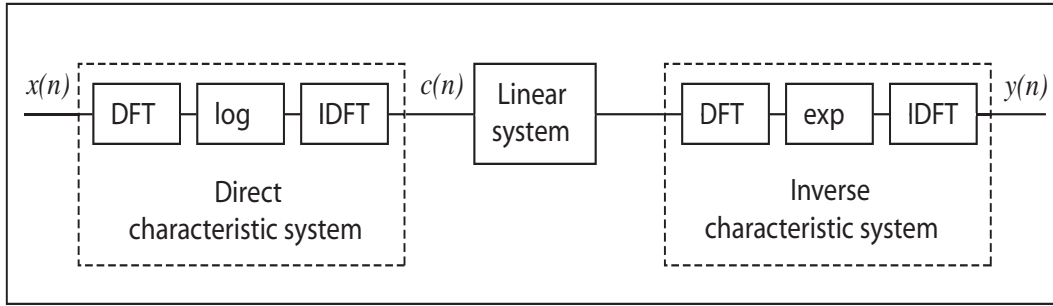 x(n)
DFT
log
IDFT
Direct
characteristic system
c(n)
Linear
system
DFT
exp
IDFT
Inverse
characteristic system
y(n)